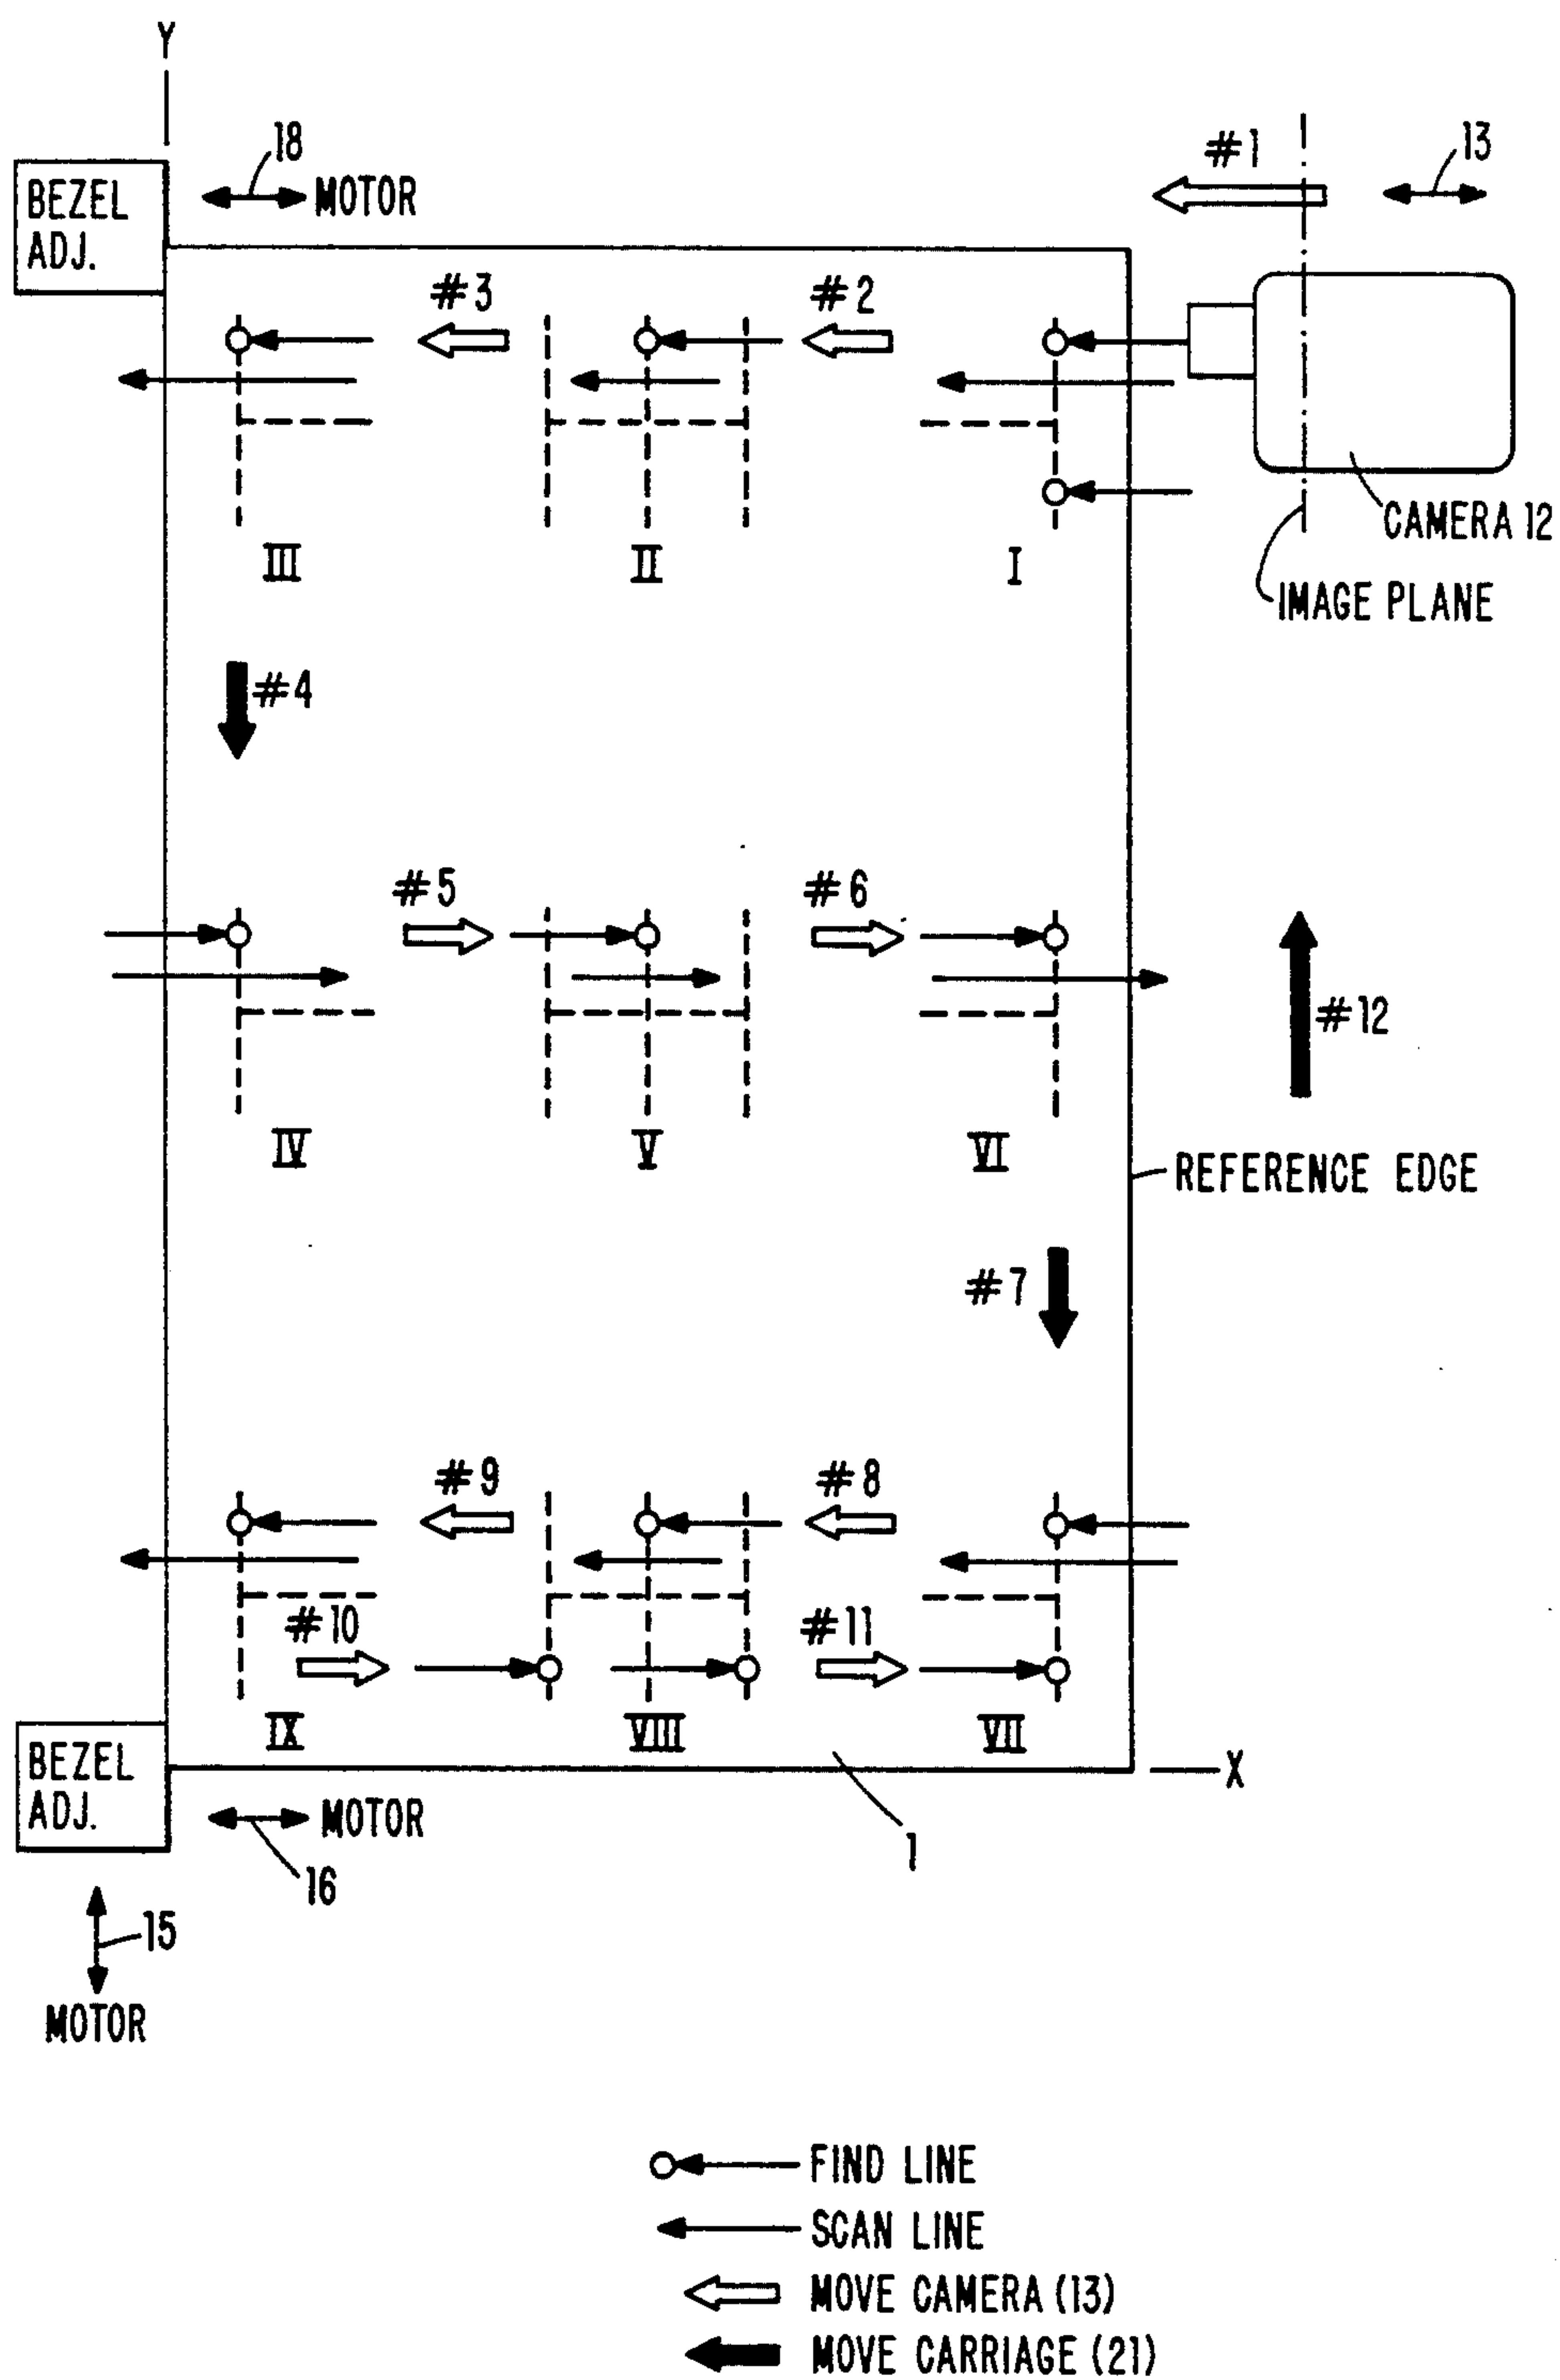 Y
18
MOTOR
BEZEL
ADJ.
#1
13
#3
#2
CAMERA 12
III
II
I
IMAGE PLANE
#4
#5
#6
#12
IV
V
VI
REFERENCE EDGE
#7
#9
#8
#10
#11
IX
VIII
VII
BEZEL
ADJ.
X
MOTOR
1
16
15
MOTOR
FIND LINE
SCAN LINE
MOVE CAMERA (13)
MOVE CARRIAGE (21)